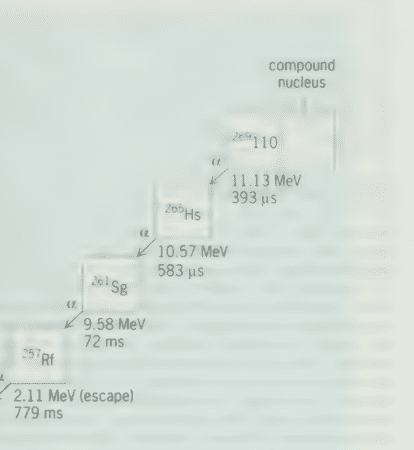 compound
nucleus
269110
α
11.13 MeV
393 μs
265Hs
α
10.57 MeV
583 μs
261Sg
α
9.58 MeV
72 ms
257Rf
α
2.11 MeV (escape)
779 ms